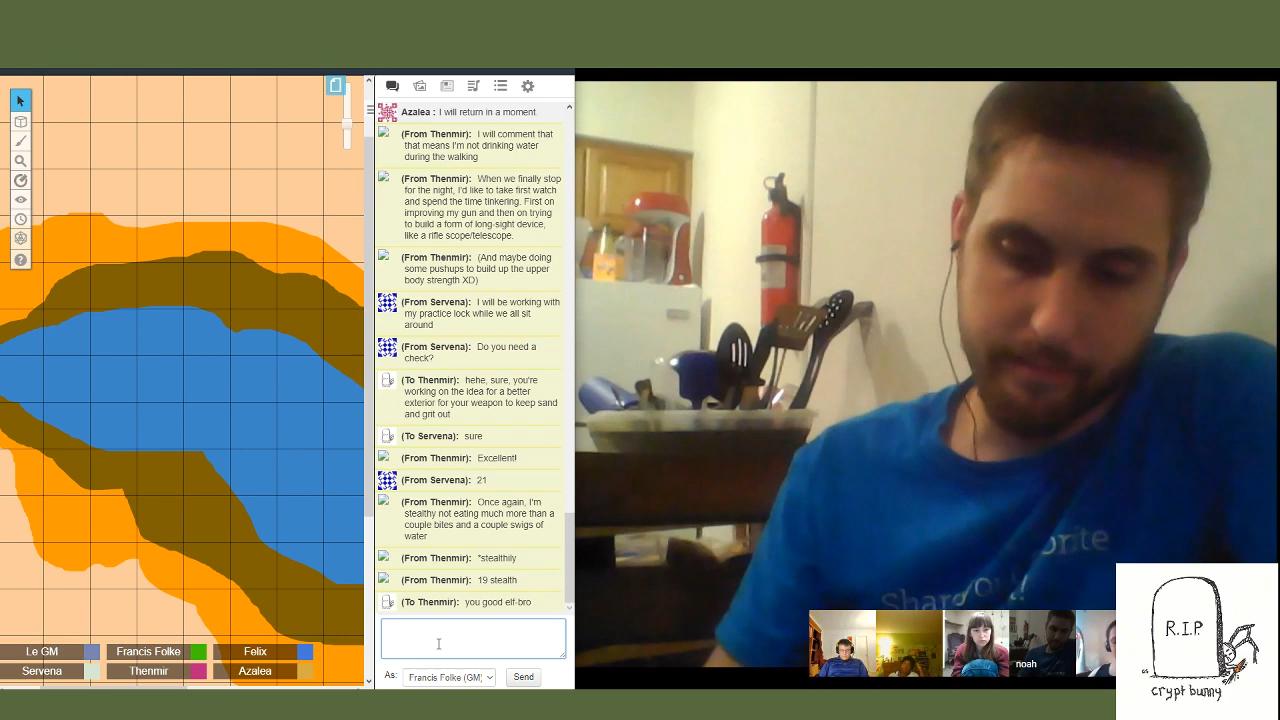 Azalea : I will return in a moment.
(From Thenmir): I will comment that
that means I'm not drinking water
during the walking
(From Thenmir): When we finally stop
for the night, I'd like to take first watch
and spend the time tinkering. First on
improving my gun and then on trying
to build a form of long-sight device,
like a rifle scope/telescope.
(From Thenmir): (And maybe doing
some pushups to build up the upper
body strength XD)
(From Servena): I will be working with
my practice lock while we all sit
around
(From Servena): Do you need a
check?
(To Thenmir): hehe, sure, you're
working on the idea for a better
exterior for your weapon to keep sand
and grit out
(To Servena): sure
(From Thenmir): Excellent!
(From Servena): 21
(From Thenmir): Once again, I'm
stealthy not eating much more than a
couple bites and a couple swigs of
water
(From Thenmir): *stealthily
(From Thenmir): 19 stealth
(To Thenmir): you good elf-bro
As: Francis Folke (GM)
Send
Le GM
Francis Folke
Felix
Servena
Thenmir
Azalea
noah
R.I.P.
crypt bunny